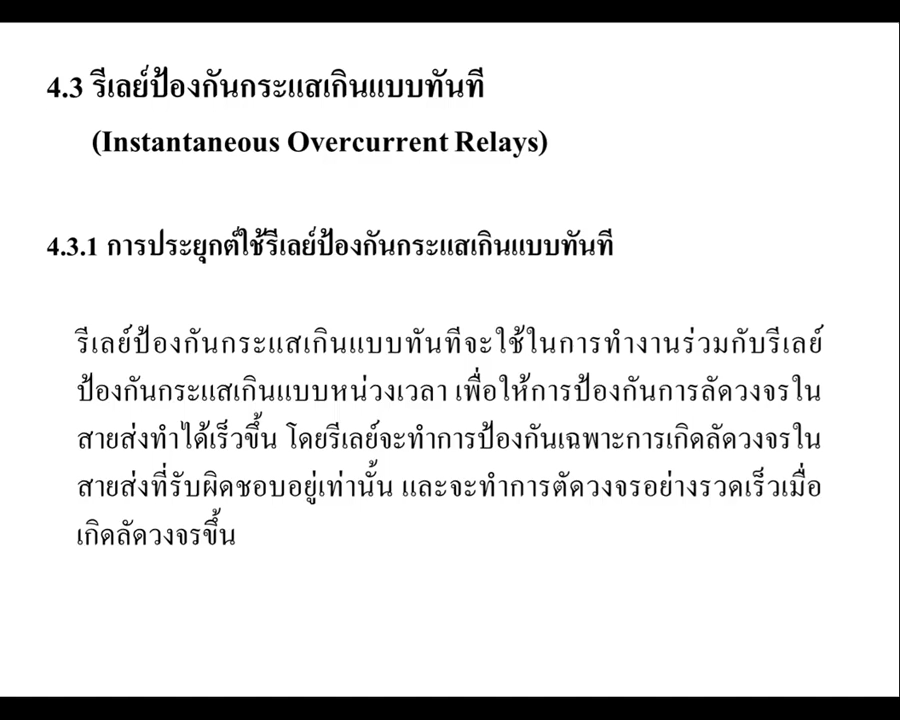 4.3 รีเลย์ป้องกันกระแสเกินแบบทันที
(Instantaneous Overcurrent Relays)
4.3.1 การประยุกต์ใช้รีเลย์ป้องกันกระแสเกินแบบทันที
รีเลย์ป้องกันกระแสเกินแบบทันทีจะใช้ในการทำงานร่วมกับรีเลย์
ป้องกันกระแสเกินแบบหน่วงเวลา เพื่อให้การป้องกันการลัดวงจรใน
สายส่งทำได้เร็วขึ้น โดยรีเลย์จะทำการป้องกันเฉพาะการเกิดลัดวงจรใน
สายส่งที่รับผิดชอบอยู่เท่านั้น และจะทำการตัดวงจรอย่างรวดเร็วเมื่อ
เกิดลัดวงจรขึ้น